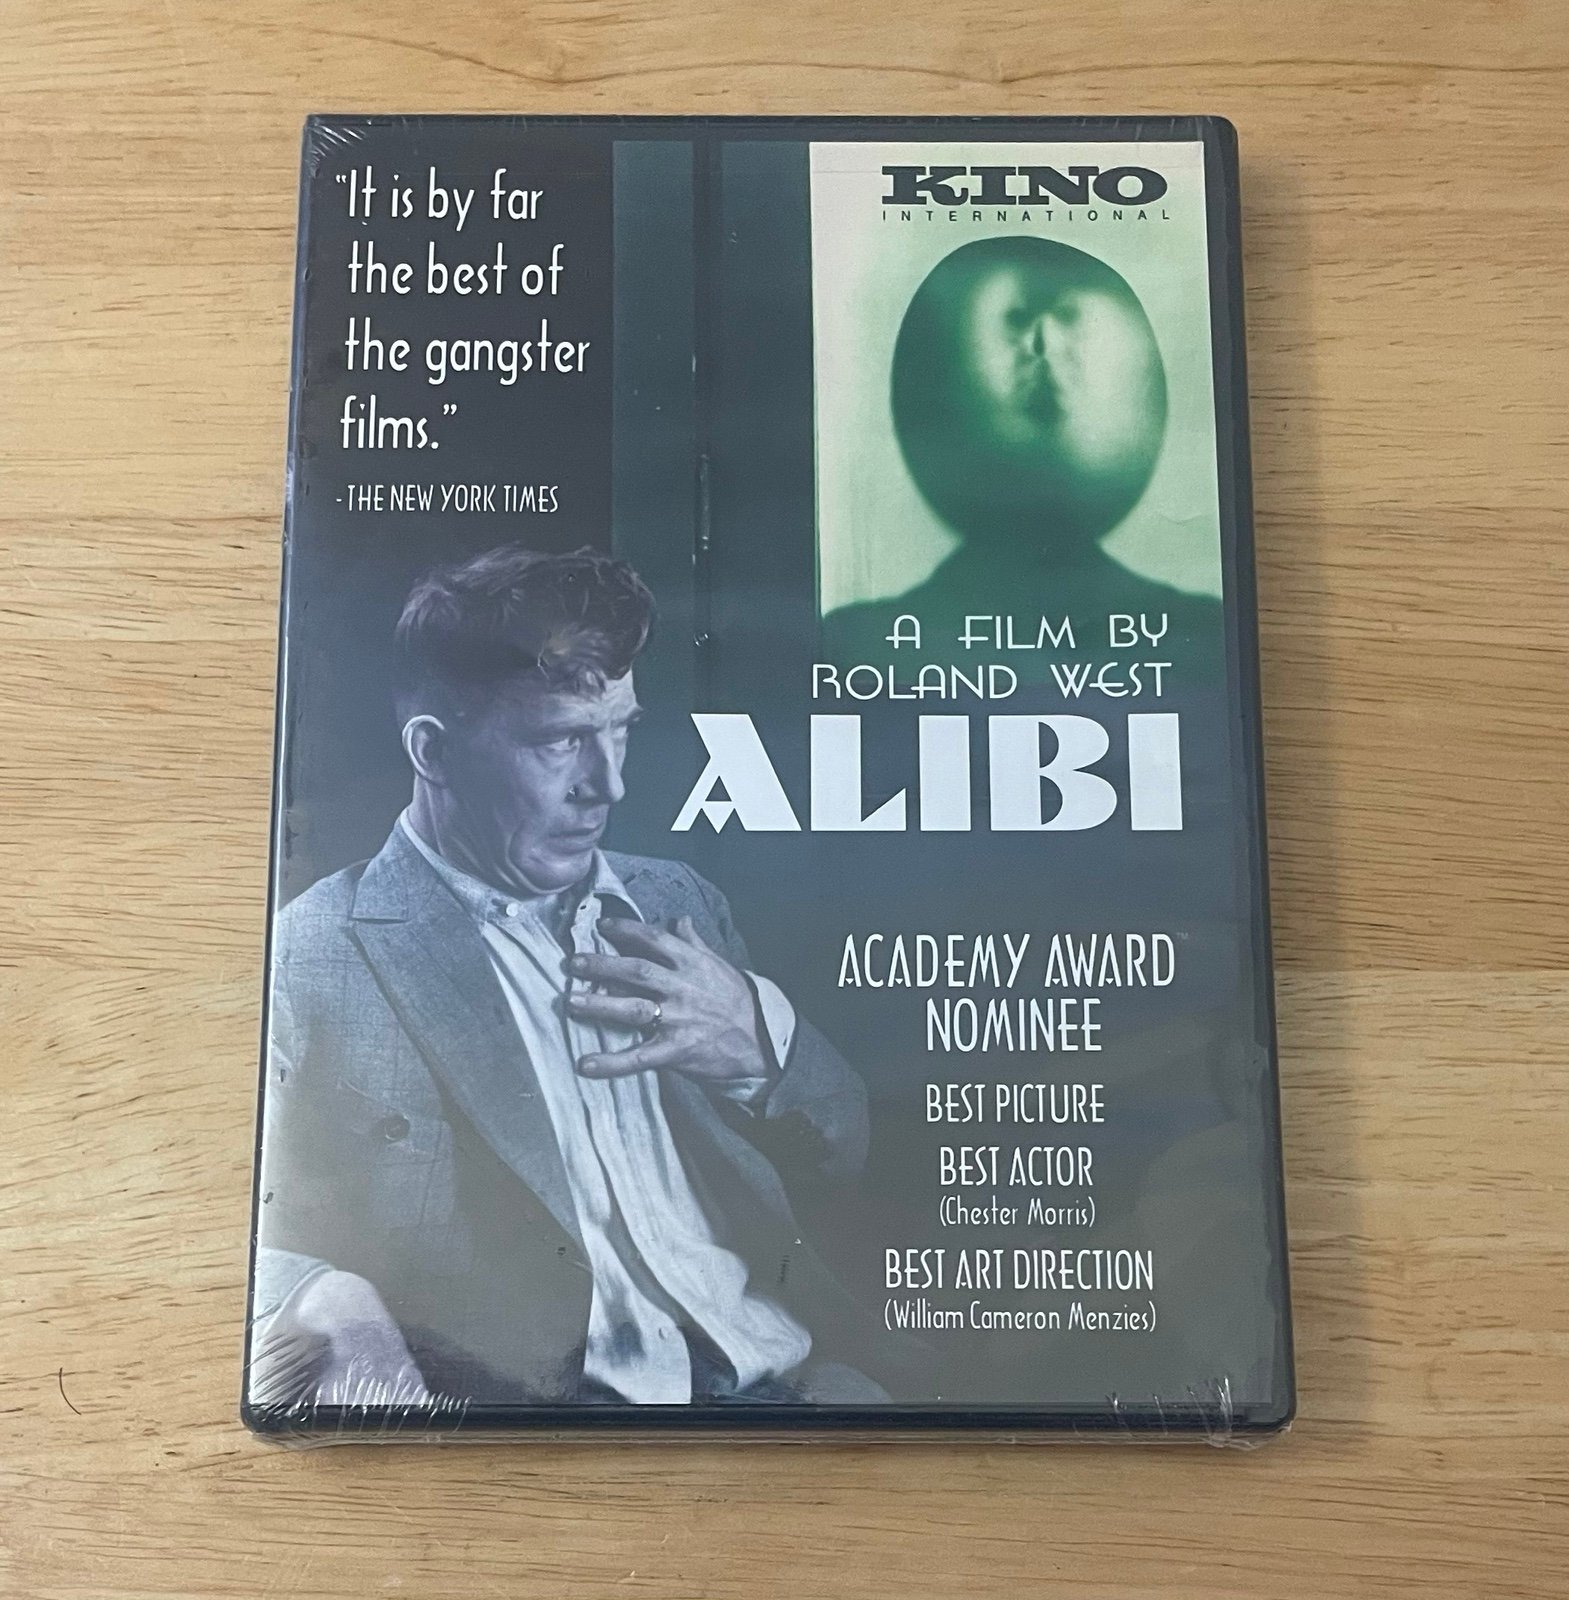 "It is by far
the best of
the gangster
films."
- THE NEW YORK TIMES
KINO
INTERNATIONAL
A FILM BY
ROLAND WEST
ALIBI
ACADEMY AWARD™
NOMINEE
BEST PICTURE
BEST ACTOR
(Chester Morris)
BEST ART DIRECTION
(William Cameron Menzies)